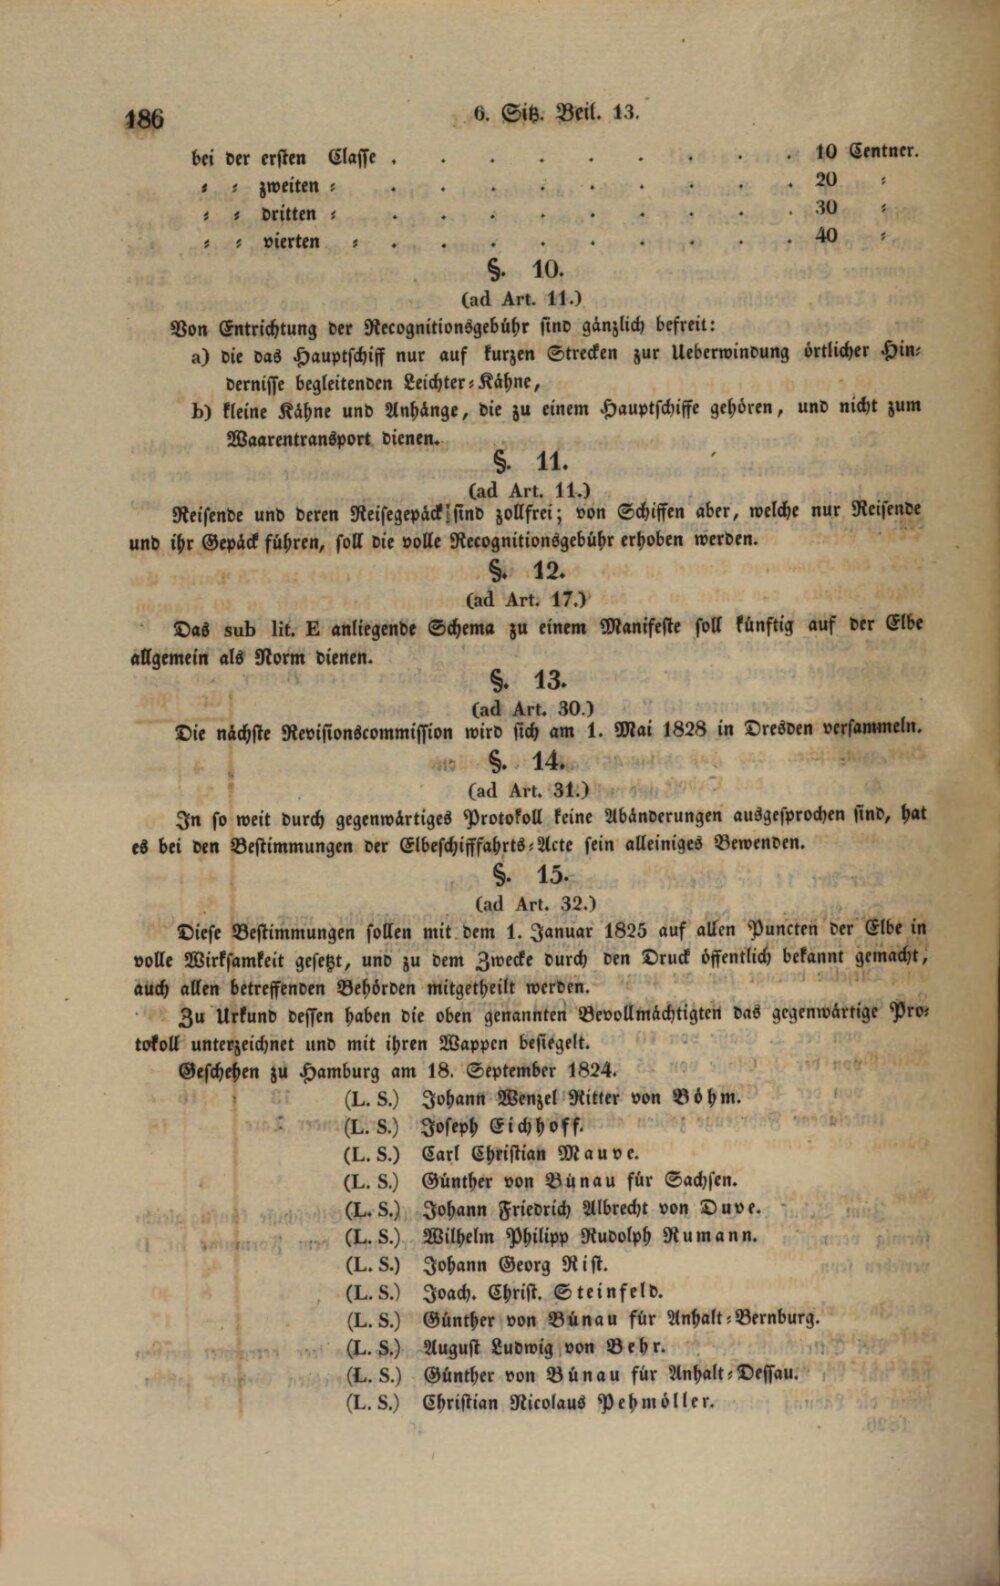 186
6. Sitz. Beil. 13.
bei der ersten Classe . . . . . . . . . 10 Centner.
⸗ ⸗ zweiten ⸗ . . . . . . . . . 20 ⸗
⸗ ⸗ dritten ⸗ . . . . . . . . . 30 ⸗
⸗ ⸗ vierten ⸗ . . . . . . . . . 40 ⸗
§. 10.
(ad Art. 11.)
Von Entrichtung der Recognitionsgebühr sind gänzlich befreit:
a) die das Hauptschiff nur auf kurzen Strecken zur Ueberwindung örtlicher Hin⸗
dernisse begleitenden Leichter⸗Kähne,
b) kleine Kähne und Anhänge, die zu einem Hauptschiffe gehören, und nicht zum
Waarentransport dienen.
§. 11.
(ad Art. 11.)
Reisende und deren Reisegepäck sind zollfrei; von Schiffen aber, welche nur Reisende
und ihr Gepäck führen, soll die volle Recognitionsgebühr erhoben werden.
§. 12.
(ad Art. 17.)
Das sub lit. E anliegende Schema zu einem Manifeste soll künftig auf der Elbe
allgemein als Norm dienen.
§. 13.
(ad Art. 30.)
Die nächste Revisionscommission wird sich am 1. Mai 1828 in Dresden versammeln.
§. 14.
(ad Art. 31.)
In so weit durch gegenwärtiges Protokoll keine Abänderungen ausgesprochen sind, hat
es bei den Bestimmungen der Elbeschifffahrts⸗Acte sein alleiniges Bewenden.
§. 15.
(ad Art. 32.)
Diese Bestimmungen sollen mit dem 1. Januar 1825 auf allen Puncten der Elbe in
volle Wirksamkeit gesetzt, und zu dem Zwecke durch den Druck öffentlich bekannt gemacht,
auch allen betreffenden Behörden mitgetheilt werden.
Zu Urkund dessen haben die oben genannten Bevollmächtigten das gegenwärtige Pro⸗
tokoll unterzeichnet und mit ihren Wappen besiegelt.
Geschehen zu Hamburg am 18. September 1824.
(L. S.) Johann Wenzel Ritter von Böhm.
(L. S.) Joseph Eichhoff.
(L. S.) Carl Christian Mauve.
(L. S.) Günther von Bünau für Sachsen.
(L. S.) Johann Friedrich Albrecht von Duve.
(L. S.) Wilhelm Philipp Rudolph Rumann.
(L. S.) Johann Georg Rist.
(L. S.) Joach. Christ. Steinfeld.
(L. S.) Günther von Bünau für Anhalt⸗Bernburg.
(L. S.) August Ludwig von Behr.
(L. S.) Günther von Bünau für Anhalt⸗Dessau.
(L. S.) Christian Nicolaus Pehmöller.